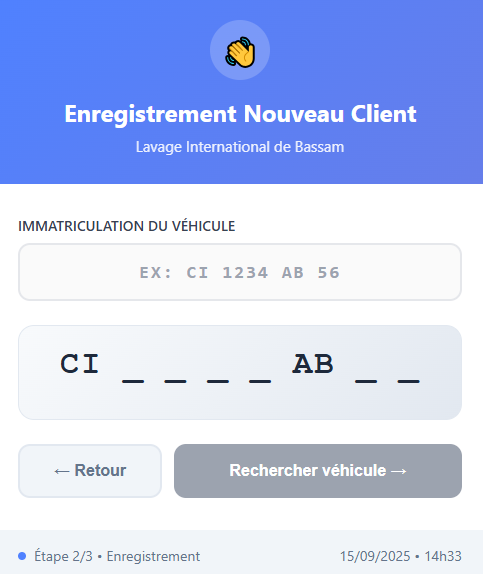 Enregistrement Nouveau Client
Lavage International de Bassam
IMMATRICULATION DU VÉHICULE
EX: CI 1234 AB 56
CI _ _ _ _ AB _ _
← Retour
Rechercher véhicule →
Étape 2/3 • Enregistrement
15/09/2025 • 14h33